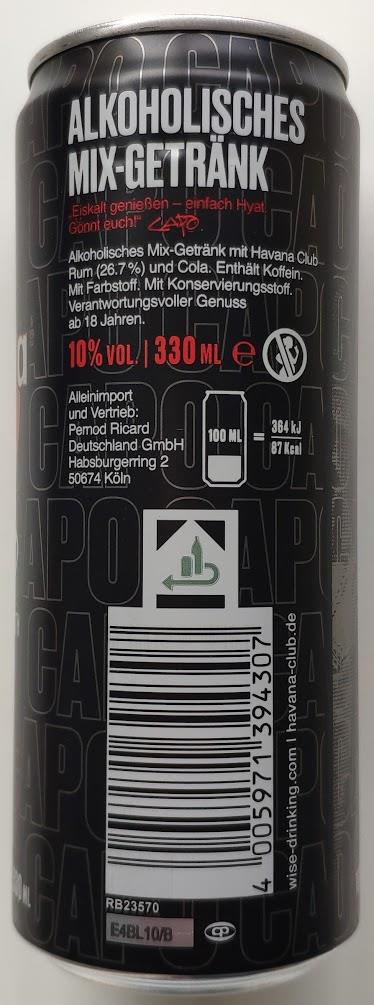 ALKOHOLISCHES
MIX-GETRÄNK
„Eiskalt genießen – einfach Hyat.
Gönnt euch!“ CAPO
Alkoholisches Mix-Getränk mit Havana Club
Rum (26.7 %) und Cola. Enthält Koffein.
Mit Farbstoff. Mit Konservierungsstoff.
Verantwortungsvoller Genuss
ab 18 Jahren.
10% VOL. | 330 ML ℮
Alleinimport
und Vertrieb:
Pernod Ricard
Deutschland GmbH
Habsburgerring 2
50674 Köln
100 ML = 364 kJ
87 Kcal
4 005971 394307
wise-drinking.com I havana-club.de
RB23570
E4BL10/B
CAPO CAPO